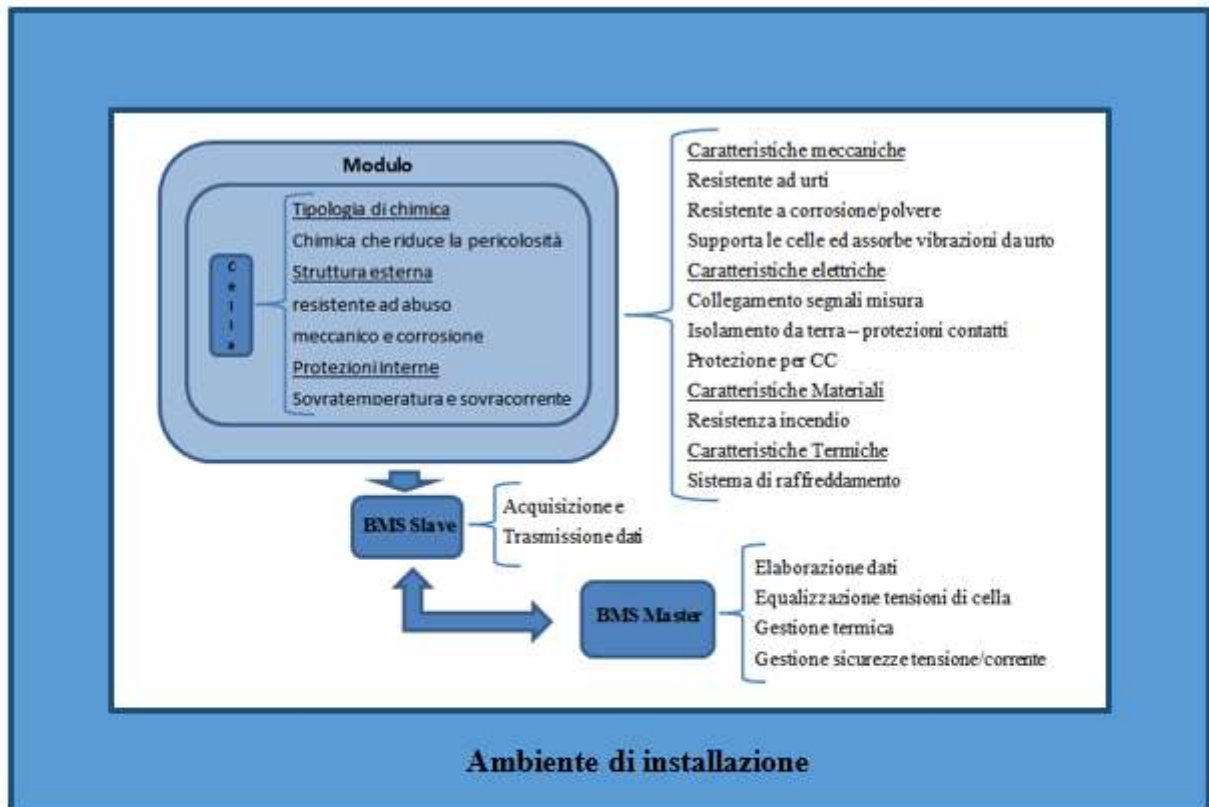 Modulo
Cella
Tipologia di chimica
Chimica che riduce la pericolosità
Struttura esterna
resistente ad abuso
meccanico e corrosione
Protezioni interne
Sovratemperatura e sovracorrente
Caratteristiche meccaniche
Resistente ad urti
Resistente a corrosione/polvere
Supporta le celle ed assorbe vibrazioni da urto
Caratteristiche elettriche
Collegamento segnali misura
Isolamento da terra – protezioni contatti
Protezione per CC
Caratteristiche Materiali
Resistenza incendio
Caratteristiche Termiche
Sistema di raffreddamento
BMS Slave
Acquisizione e
Trasmissione dati
BMS Master
Elaborazione dati
Equalizzazione tensioni di cella
Gestione termica
Gestione sicurezze tensione/corrente
Ambiente di installazione